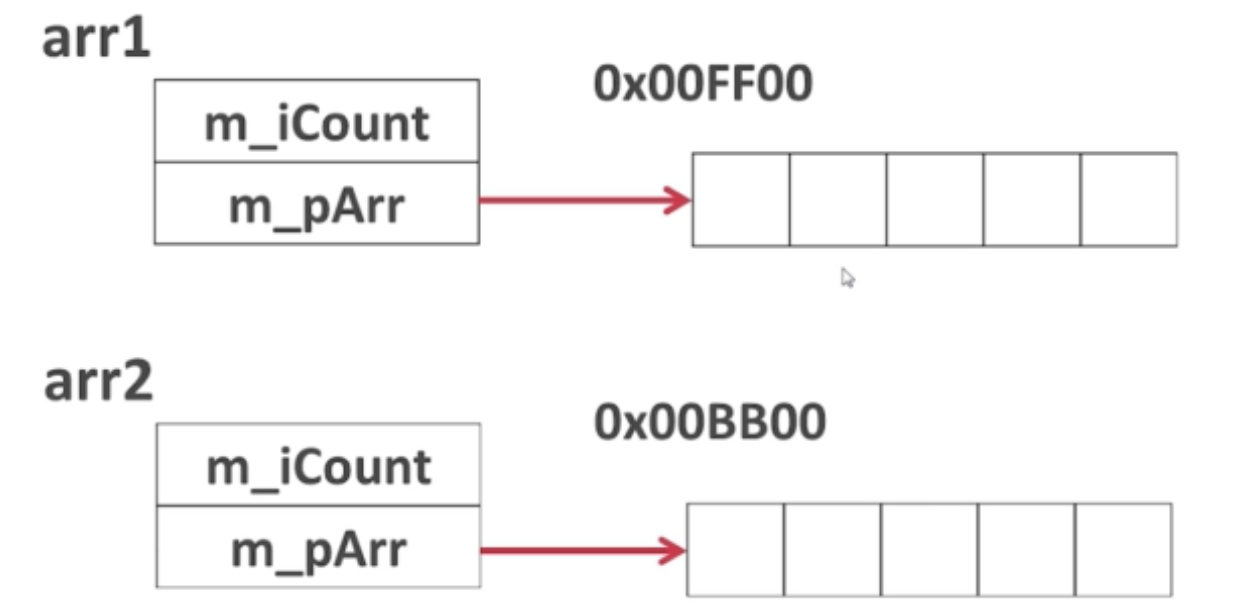 arr1
0x00FF00
m_iCount
m_pArr
arr2
0x00BB00
m_iCount
m_pArr